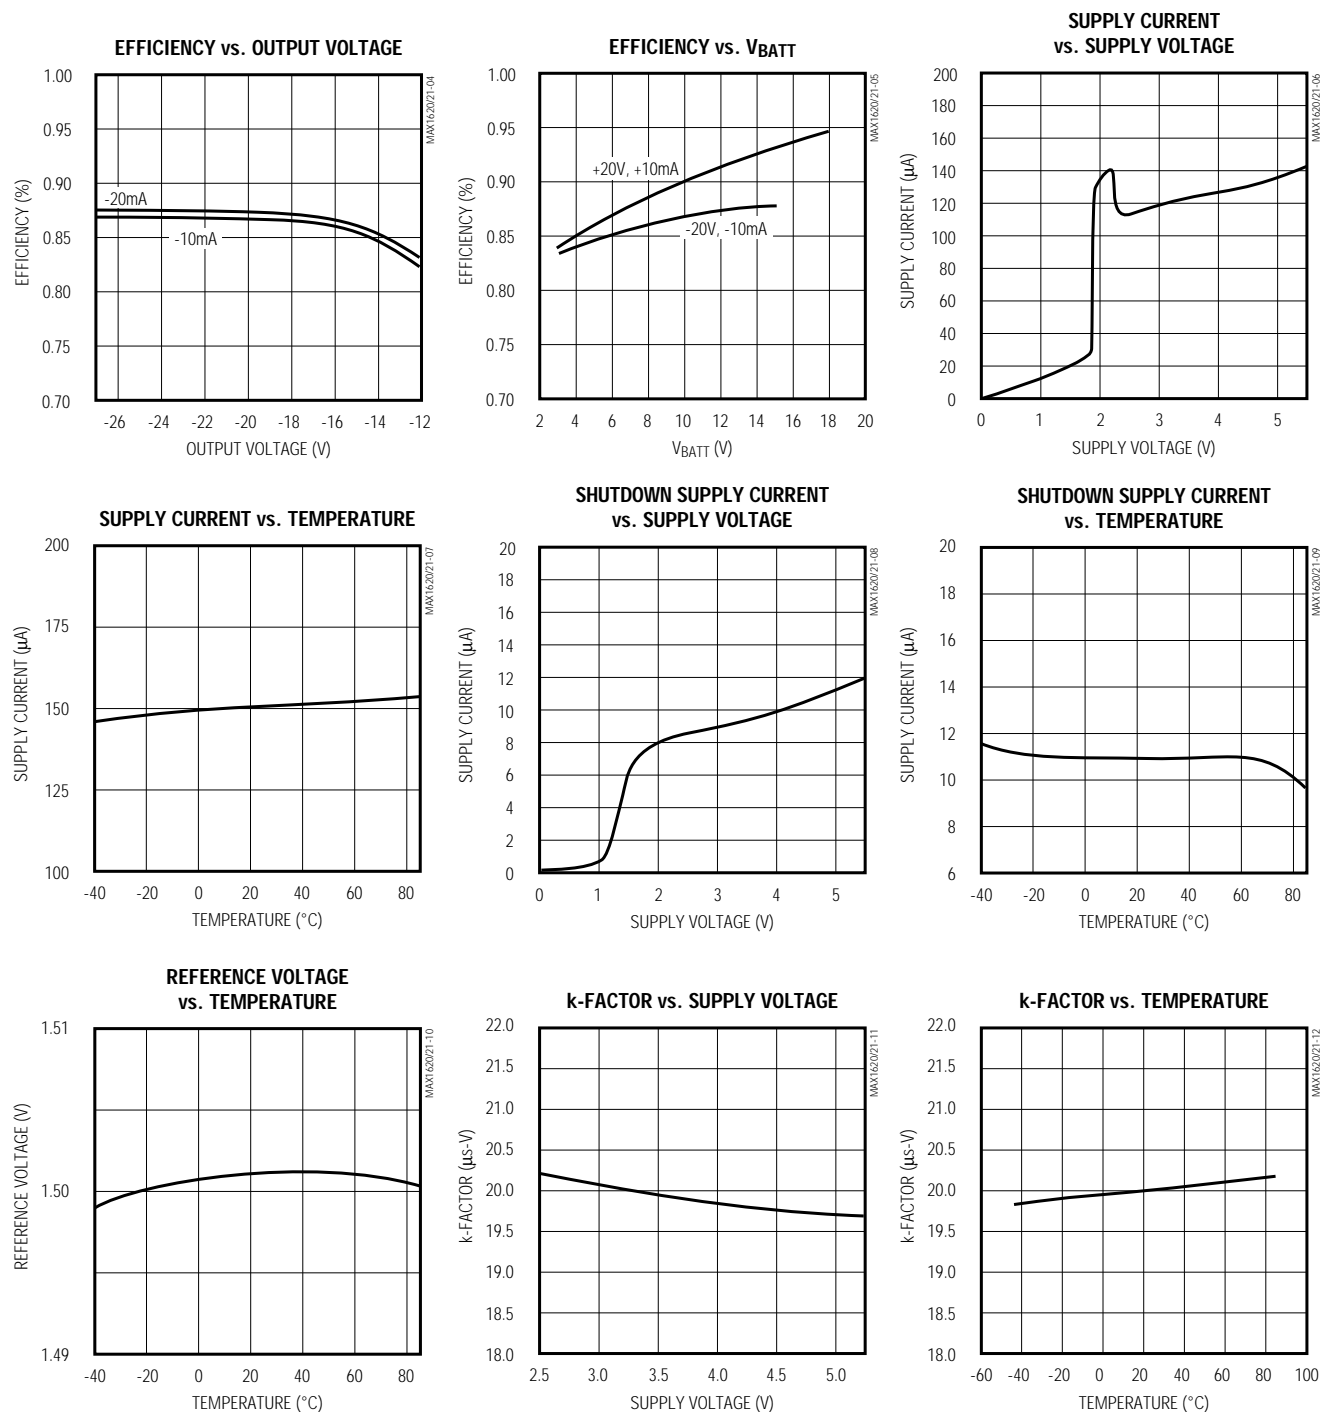 EFFICIENCY vs. OUTPUT VOLTAGE
MAX1620/21-04
1.00
0.95
0.90
0.85
0.80
0.75
0.70
EFFICIENCY (%)
-20mA
-10mA
-26 -24 -22 -20 -18 -16 -14 -12
OUTPUT VOLTAGE (V)
EFFICIENCY vs. VBATT
MAX1620/21-05
1.00
0.95
0.90
0.85
0.80
0.75
0.70
EFFICIENCY (%)
+20V, +10mA
-20V, -10mA
2 4 6 8 10 12 14 16 18 20
VBATT (V)
SUPPLY CURRENT
vs. SUPPLY VOLTAGE
MAX1620/21-06
200
180
160
140
120
100
80
60
40
20
0
SUPPLY CURRENT (µA)
0 1 2 3 4 5
SUPPLY VOLTAGE (V)
SUPPLY CURRENT vs. TEMPERATURE
MAX1620/21-07
200
175
150
125
100
SUPPLY CURRENT (µA)
-40 -20 0 20 40 60 80
TEMPERATURE (°C)
SHUTDOWN SUPPLY CURRENT
vs. SUPPLY VOLTAGE
MAX1620/21-08
20
18
16
14
12
10
8
6
4
2
0
SUPPLY CURRENT (µA)
0 1 2 3 4 5
SUPPLY VOLTAGE (V)
SHUTDOWN SUPPLY CURRENT
vs. TEMPERATURE
MAX1620/21-09
20
18
16
14
12
10
8
6
SUPPLY CURRENT (µA)
-40 -20 0 20 40 60 80
TEMPERATURE (°C)
REFERENCE VOLTAGE
vs. TEMPERATURE
MAX1620/21-10
1.51
1.50
1.49
REFERENCE VOLTAGE (V)
-40 -20 0 20 40 60 80
TEMPERATURE (°C)
k-FACTOR vs. SUPPLY VOLTAGE
MAX1620/21-11
22.0
21.5
21.0
20.5
20.0
19.5
19.0
18.5
18.0
k-FACTOR (µs-V)
2.5 3.0 3.5 4.0 4.5 5.0
SUPPLY VOLTAGE (V)
k-FACTOR vs. TEMPERATURE
MAX1620/21-12
22.0
21.5
21.0
20.5
20.0
19.5
19.0
18.5
18.0
k-FACTOR (µs-V)
-60 -40 -20 0 20 40 60 80 100
TEMPERATURE (°C)